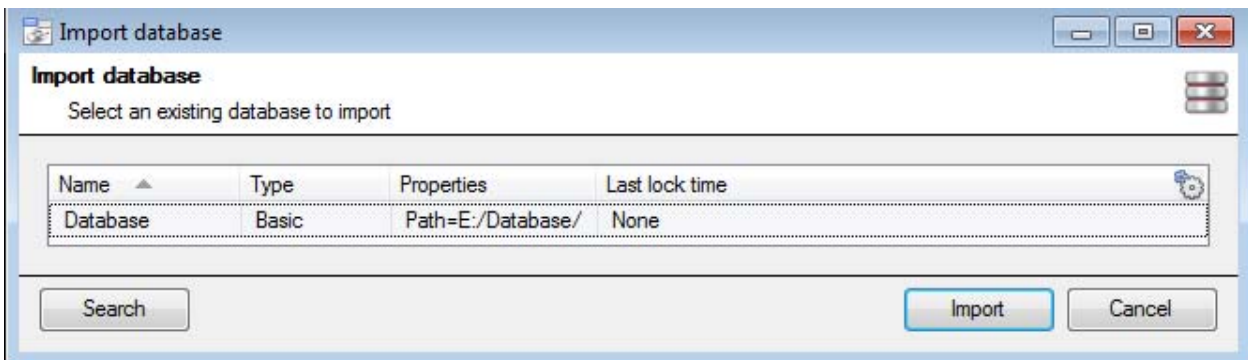 Import database
Import database
Select an existing database to import
Name Type Properties Last lock time
Database Basic Path=E:/Database/ None
Search Import Cancel